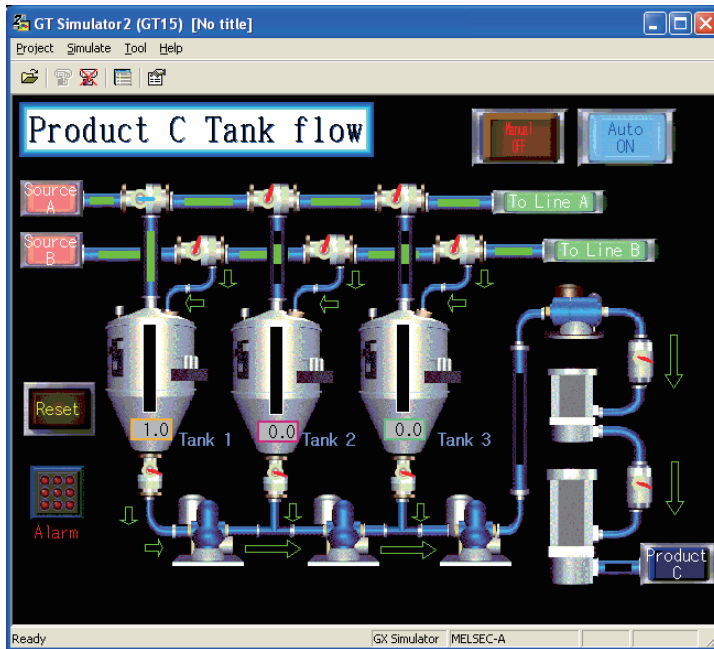 GT Simulator2 (GT15) [No title]
Project Simulate Tool Help
Product C Tank flow
Manual
OFF
Auto
ON
Source
A
To Line A
Source
B
To Line B
Reset
1.0
Tank 1
0.0
Tank 2
0.0
Tank 3
Alarm
Product
C
Ready
GX Simulator
MELSEC-A